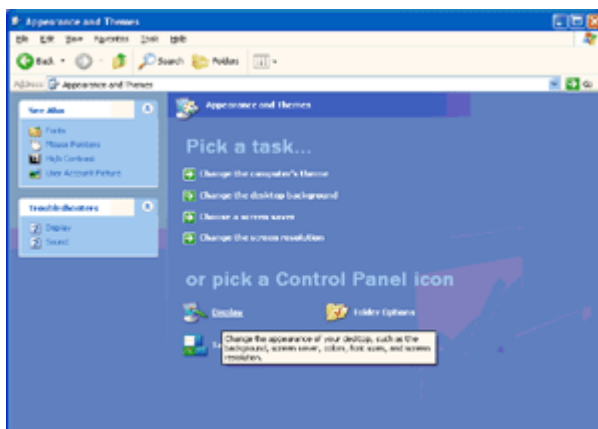 Appearance and Themes
File Edit View Favorites Tools Help
Back Search Folders
Address Appearance and Themes Go
See Also
Fonts
Mouse Pointers
High Contrast
User Account Picture
Troubleshooters
Display
Sound
Appearance and Themes
Pick a task...
Change the computer's theme
Change the desktop background
Choose a screen saver
Change the screen resolution
or pick a Control Panel icon
Display Folder Options
Change the appearance of your desktop, such as the
background, screen saver, colors, font sizes, and screen
resolution.